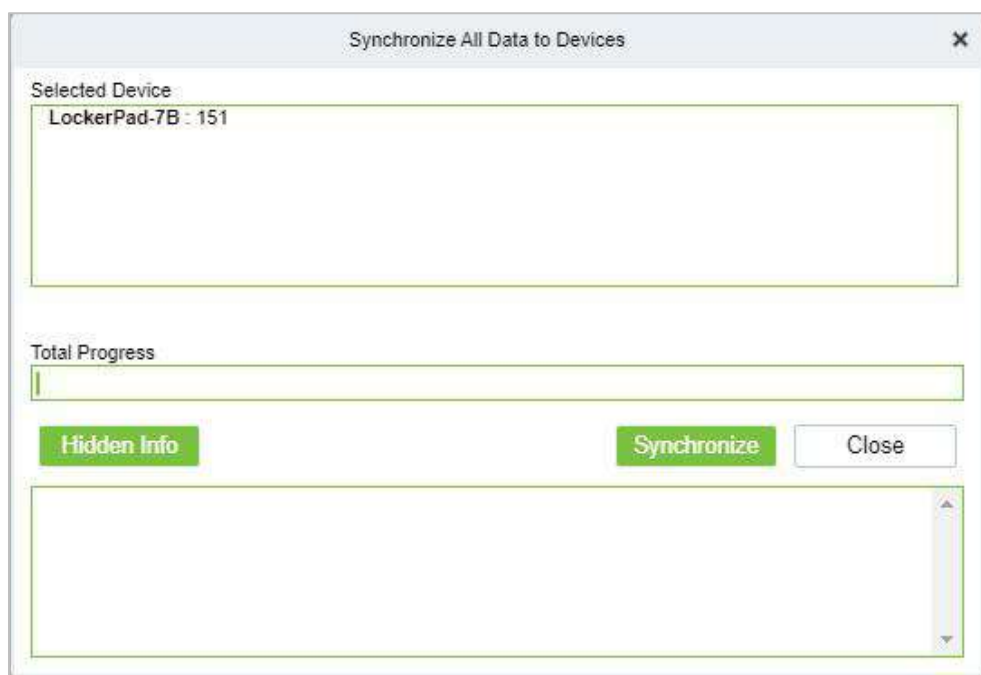 Synchronize All Data to Devices
Selected Device
LockerPad-7B : 151
Total Progress
Hidden Info
Synchronize
Close